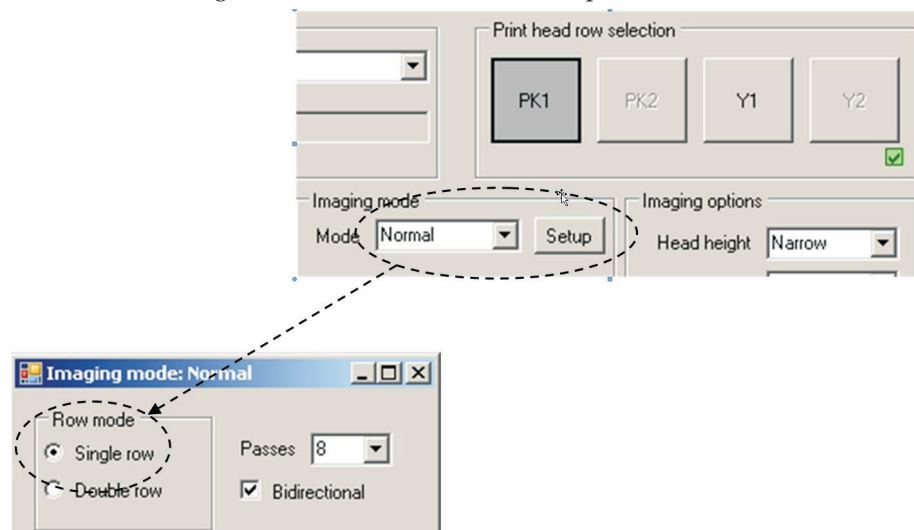 Print head row selection
PK1 PK2 Y1 Y2
Imaging mode
Mode Normal Setup
Imaging options
Head height Narrow
Imaging mode: Normal
Row mode
Single row
Double row
Passes 8
Bidirectional